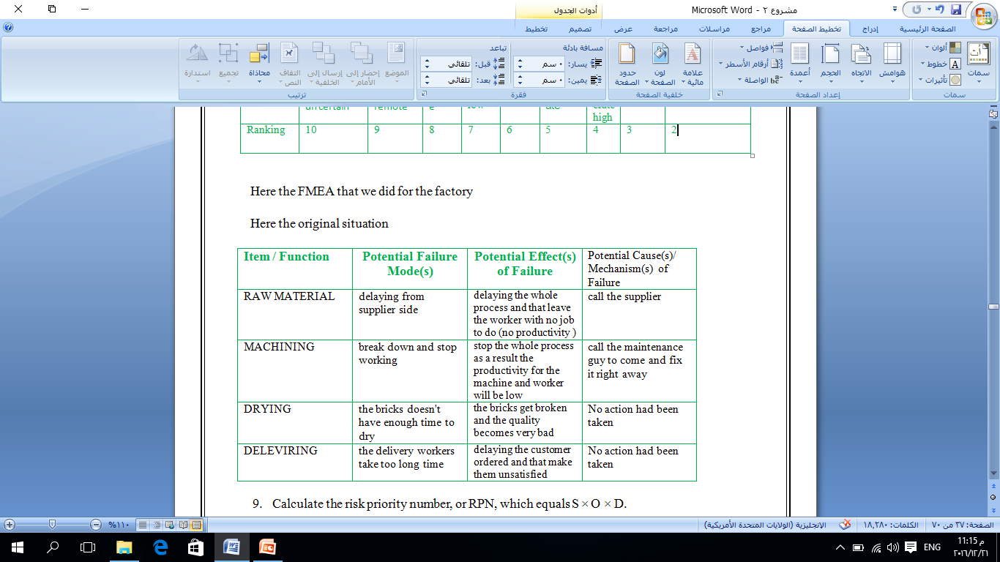 مشروع ٢ - Microsoft Word
أدوات الجدول
الصفحة الرئيسية
إدراج
تخطيط الصفحة
مراجع
مراسلات
مراجعة
عرض
تصميم
تخطيط
سمات
ألوان
خطوط
تأثيرات
سمات
هوامش
الاتجاه
الحجم
أعمدة
فواصل
أرقام الأسطر
الواصلة
إعداد الصفحة
علامة مائية
لون الصفحة
حدود الصفحة
خلفية الصفحة
مسافة بادئة
يسار: ٠ سم
يمين: ٠ سم
تباعد
قبل: تلقائي
بعد: تلقائي
فقرة
الموضع
إحضار إلى الأمام
إرسال إلى الخلفية
التفاف النص
محاذاة
تجميع
استدارة
ترتيب
high
Ranking 10 9 8 7 6 5 4 3 2
Here the FMEA that we did for the factory
Here the original situation
Item / Function
Potential Failure
Mode(s)
Potential Effect(s)
of Failure
Potential Cause(s)/
Mechanism(s) of
Failure
RAW MATERIAL
delaying from
supplier side
delaying the whole
process and that leave
the worker with no job
to do (no productivity )
call the supplier
MACHINING
break down and stop
working
stop the whole process
as a result the
productivity for the
machine and worker
will be low
call the maintenance
guy to come and fix
it right away
DRYING
the bricks doesn't
have enough time to
dry
the bricks get broken
and the quality
becomes very bad
No action had been
taken
DELEVIRING
the delivery workers
take too long time
delaying the customer
ordered and that make
them unsatisfied
No action had been
taken
9. Calculate the risk priority number, or RPN, which equals S × O × D.
الصفحة: ٣٧ من ٧٠
الكلمات: ١٨,٢٨٠
الإنجليزية (الولايات المتحدة الأمريكية)
%١١٠
ENG
11:15 م
٢٠١٦/١٢/٢١